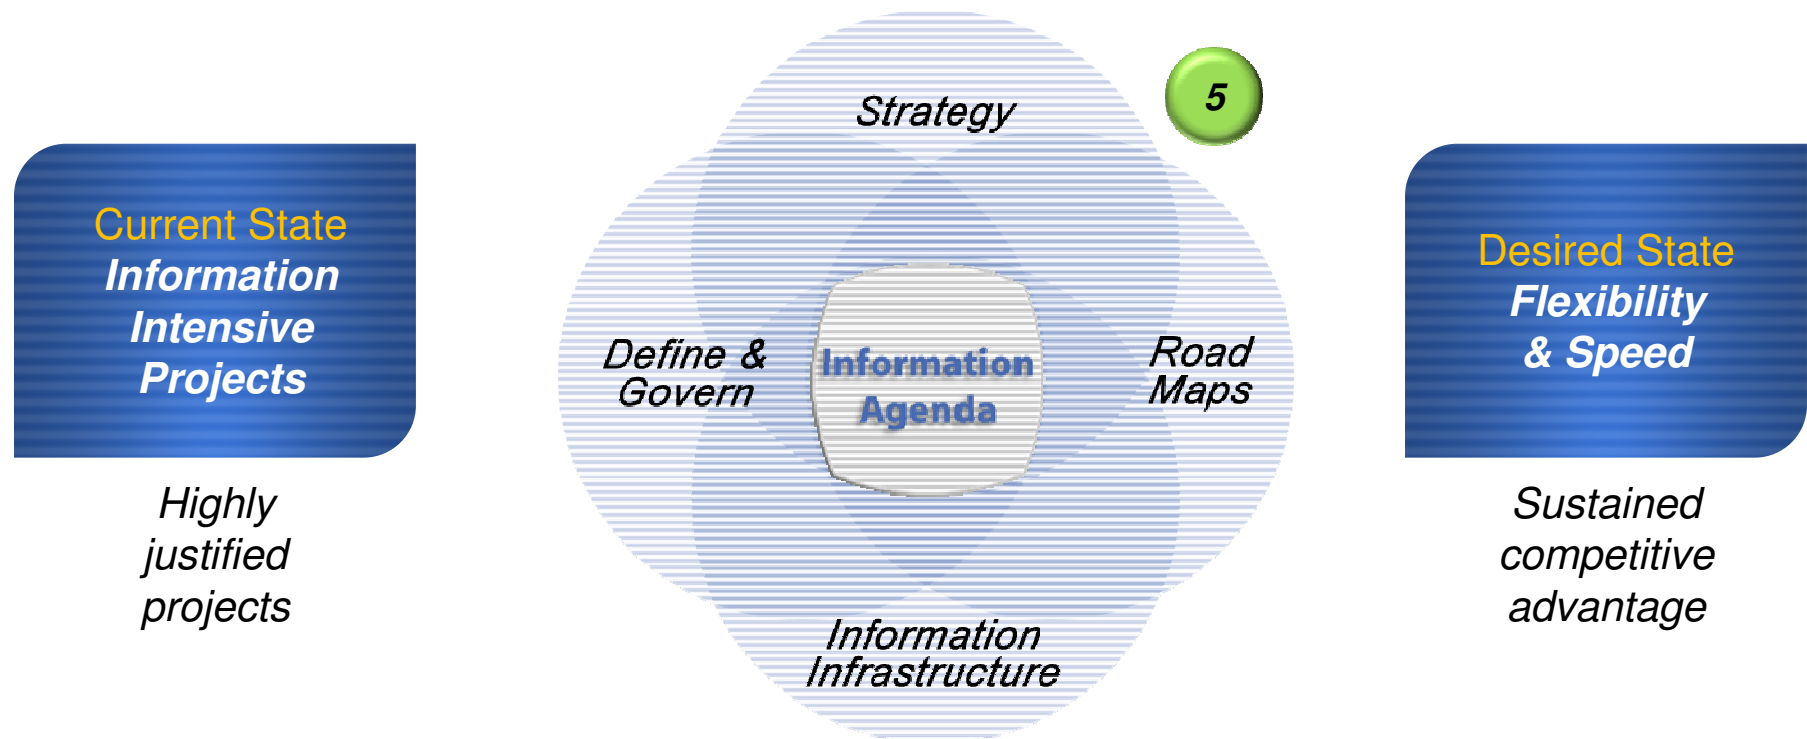 Current State
Information
Intensive
Projects
Highly
justified
projects
Strategy
5
Define &
Govern
Information
Agenda
Road
Maps
Information
Infrastructure
Desired State
Flexibility
& Speed
Sustained
competitive
advantage